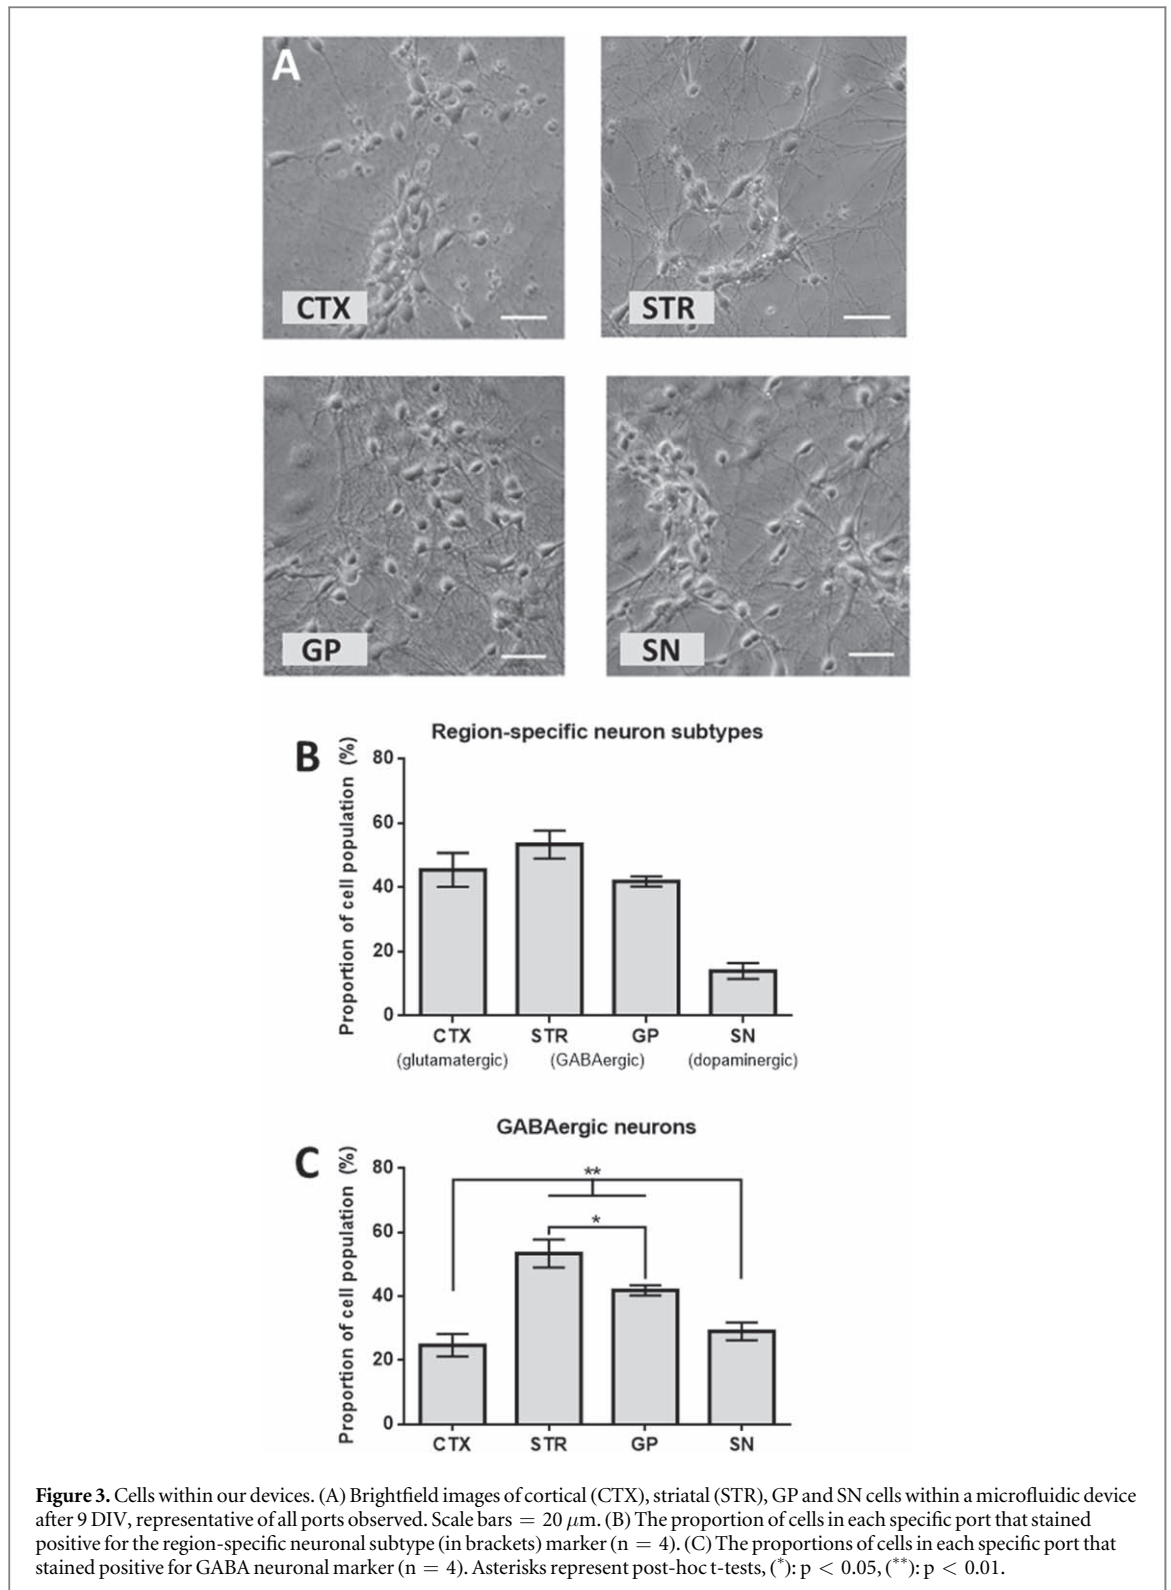 A
CTX
STR
GP
SN
B
Region-specific neuron subtypes
Proportion of cell population (%)
80
60
40
20
0
CTX
STR
GP
SN
(glutamatergic)
(GABAergic)
(dopaminergic)
C
GABAergic neurons
Proportion of cell population (%)
80
60
40
20
0
**
*
CTX
STR
GP
SN
Figure 3. Cells within our devices. (A) Brightfield images of cortical (CTX), striatal (STR), GP and SN cells within a microfluidic device
after 9 DIV, representative of all ports observed. Scale bars = 20 μm. (B) The proportion of cells in each specific port that stained
positive for the region-specific neuronal subtype (in brackets) marker (n = 4). (C) The proportions of cells in each specific port that
stained positive for GABA neuronal marker (n = 4). Asterisks represent post-hoc t-tests, (*): p < 0.05, (**): p < 0.01.